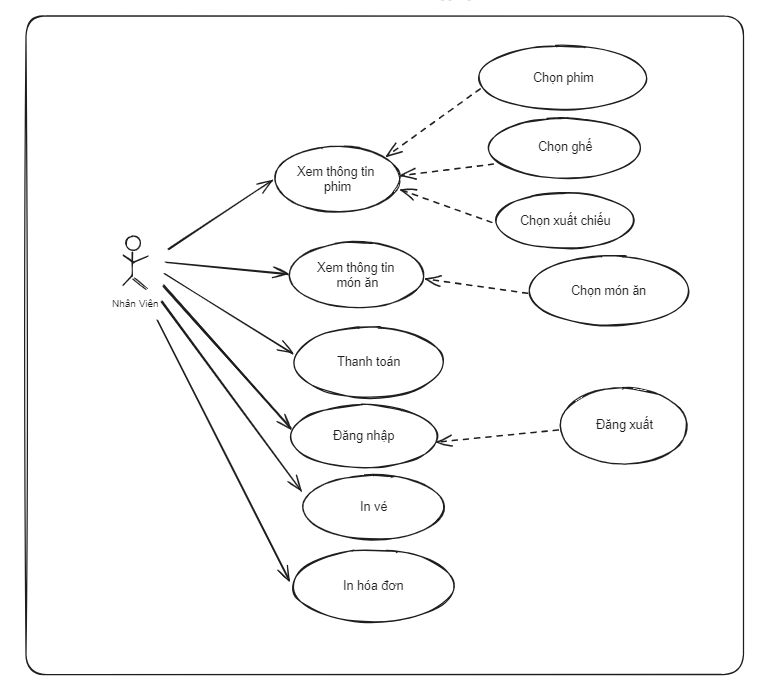 Chọn phim
Chọn ghế
Xem thông tin
phim
Chọn xuất chiếu
Xem thông tin
món ăn
Chọn món ăn
Nhân Viên
Thanh toán
Đăng nhập
Đăng xuất
In vé
In hóa đơn